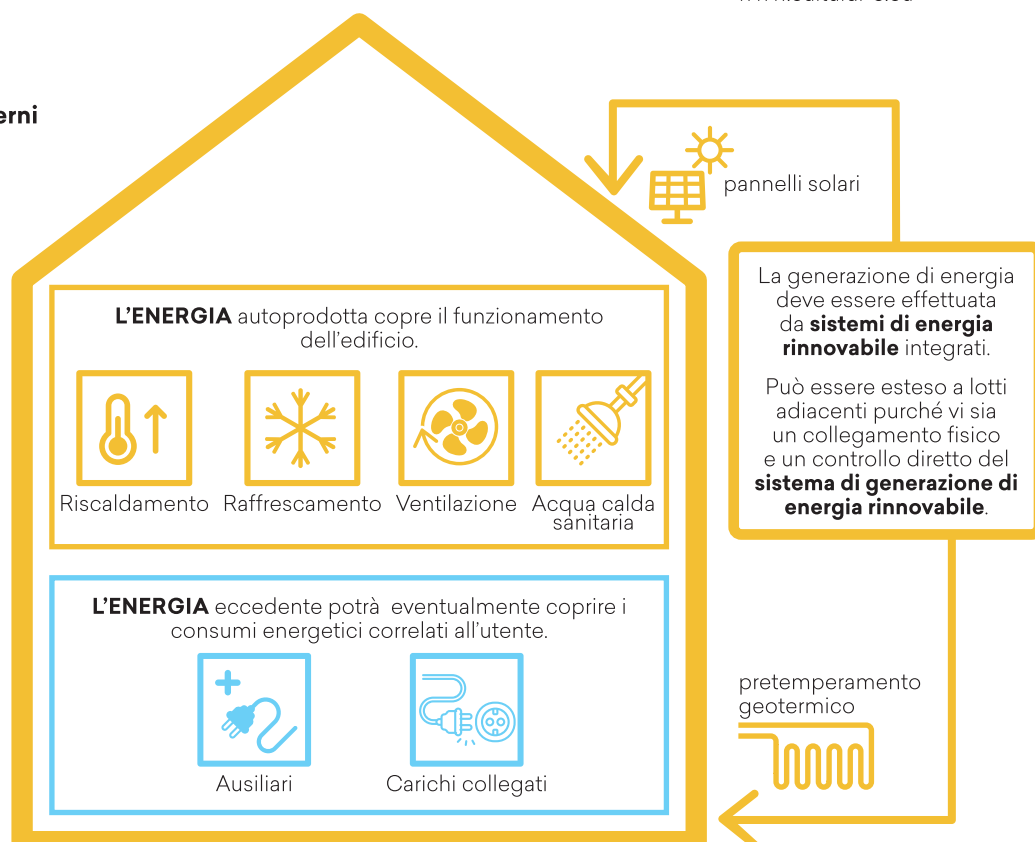 erni
pannelli solari
La generazione di energia
deve essere effettuata
da sistemi di energia
rinnovabile integrati.
Può essere esteso a lotti
adiacenti purché vi sia
un collegamento fisico
e un controllo diretto del
sistema di generazione di
energia rinnovabile.
L'ENERGIA autoprodotta copre il funzionamento
dell'edificio.
Riscaldamento
Raffrescamento
Ventilazione
Acqua calda
sanitaria
L'ENERGIA eccedente potrà eventualmente coprire i
consumi energetici correlati all'utente.
Ausiliari
Carichi collegati
pretemperamento
geotermico